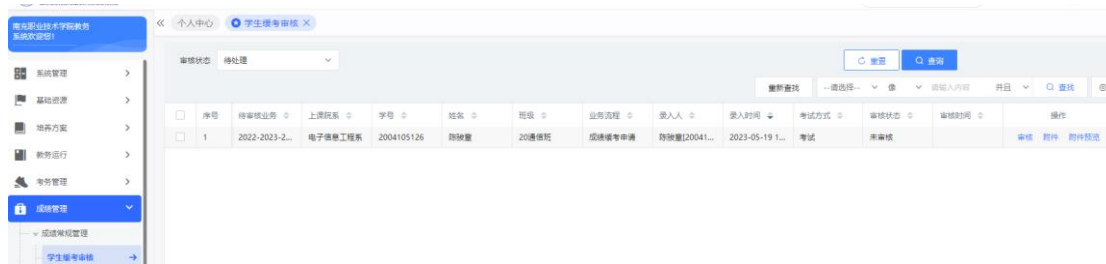 南充职业技术学院教务
系统欢迎您!
个人中心 学生缓考审核
审核状态 待处理 重置 查询
重新查找 --请选择-- 像 请输入内容 并且 查找
序号 待审核业务 上课院系 学号 姓名 班级 业务流程 录入人 录入时间 考试方式 审核状态 审核时间 操作
1 2022-2023-2... 电子信息工程系 2004105126 20通信班 成绩缓考申请 [20041... 2023-05-19 1... 考试 未审核 审核 附件 附件预览
系统管理
基础资源
培养方案
教务运行
考务管理
成绩管理
成绩常规管理
学生缓考审核